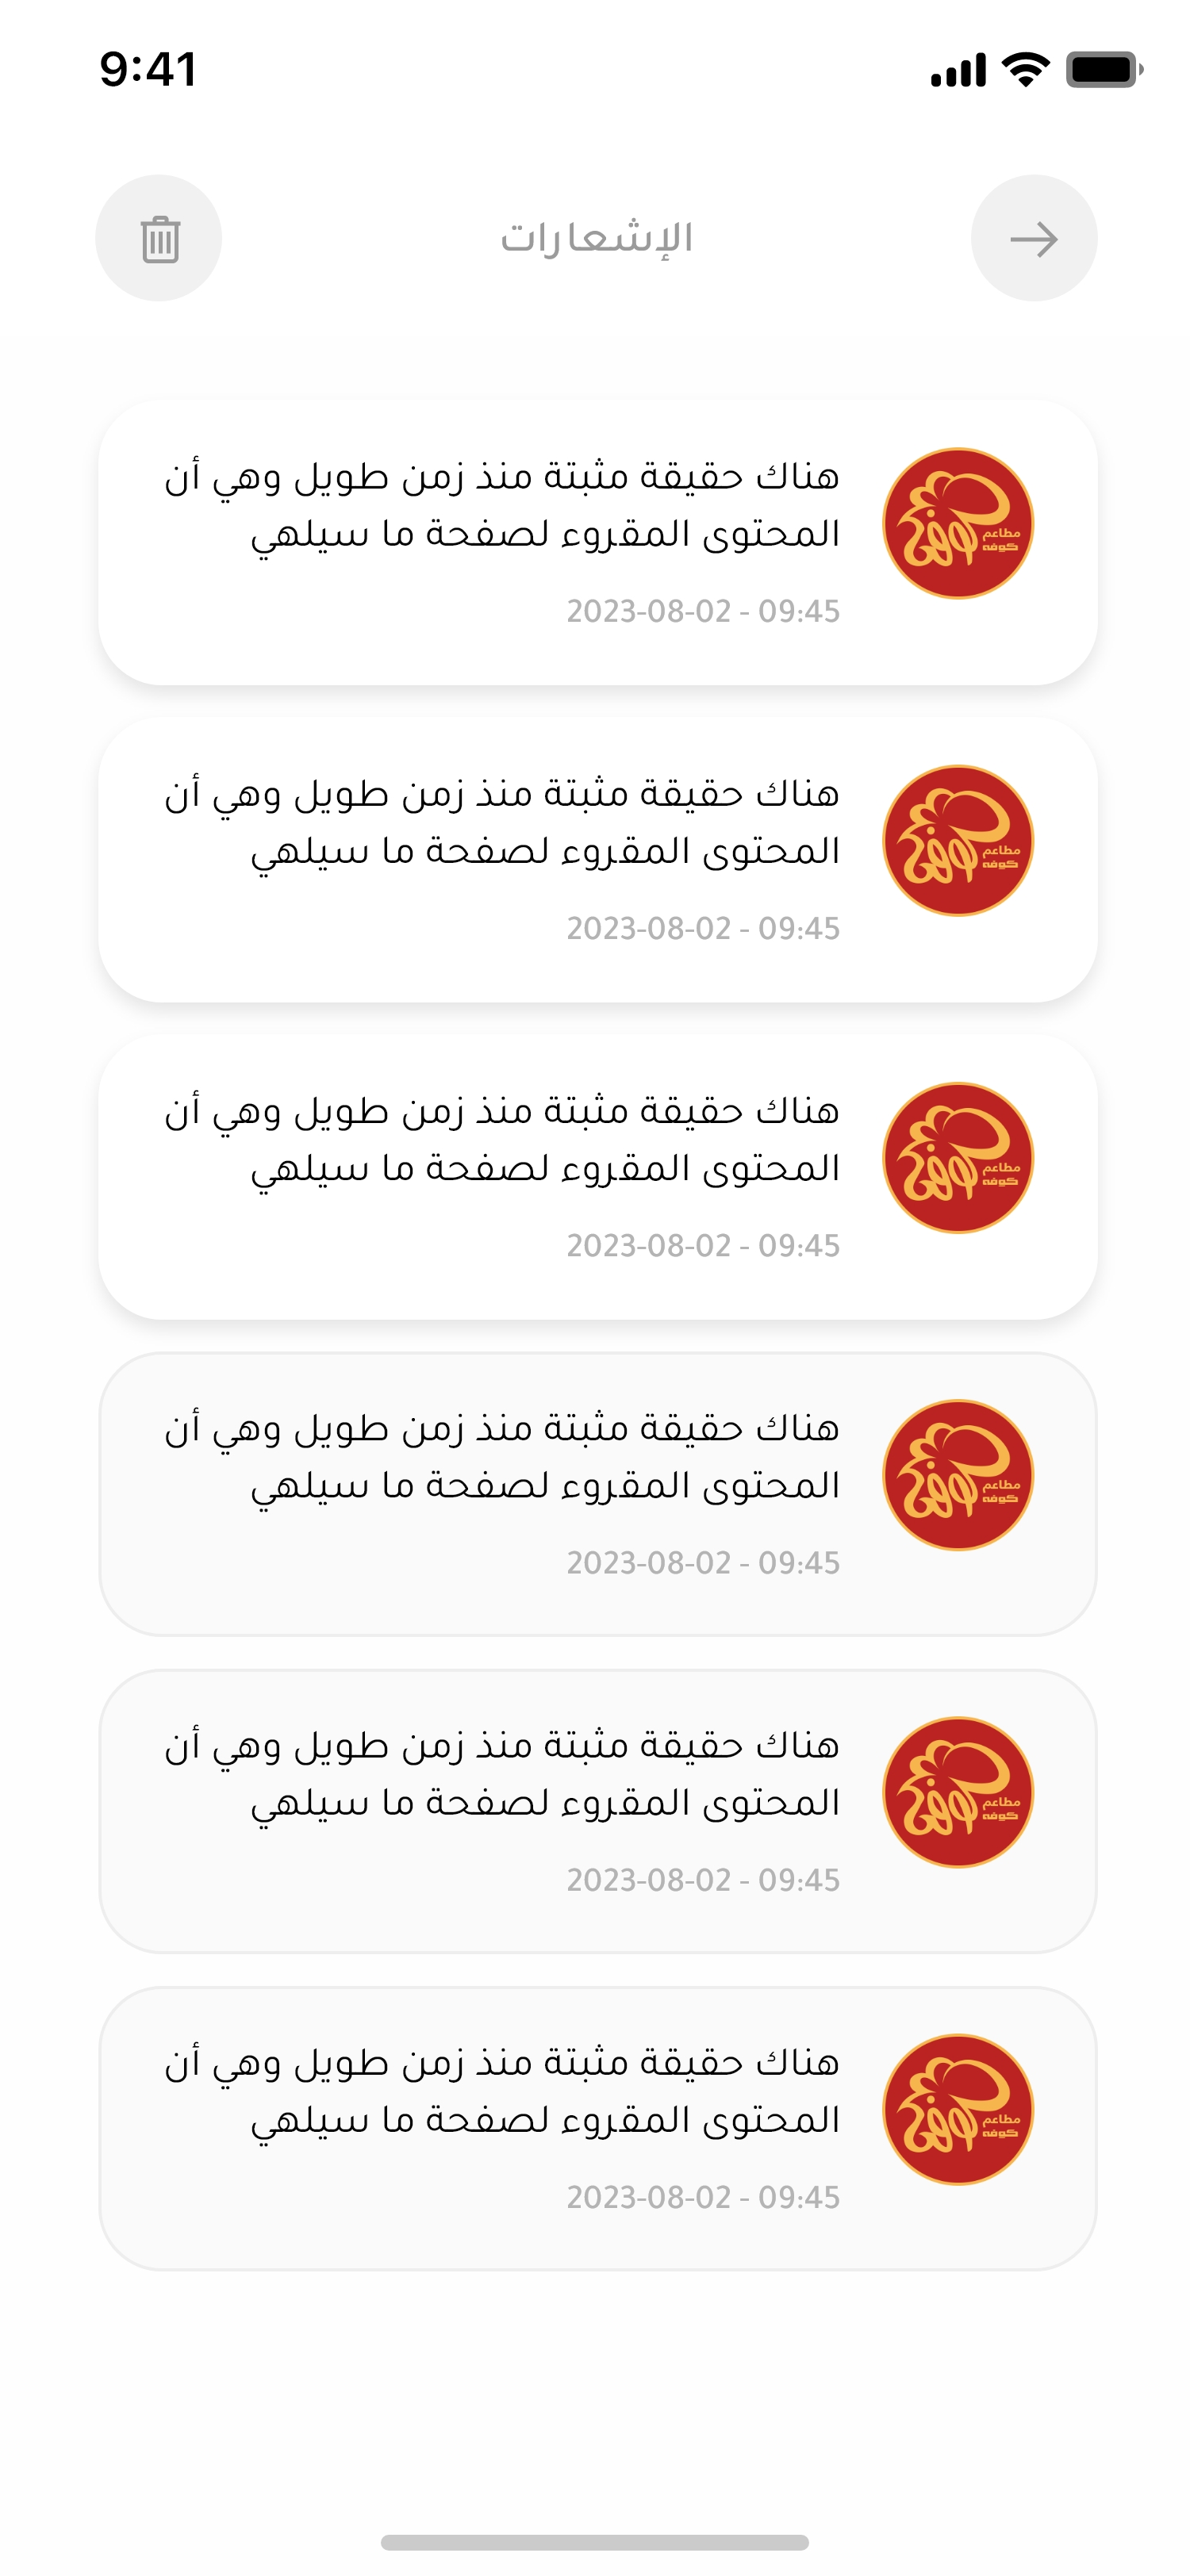 9:41
الإشعارات
هناك حقيقة مثبتة منذ زمن طويل وهي أن
المحتوى المقروء لصفحة ما سيلهي
2023-08-02 - 09:45
مطاعم
كوفه
هناك حقيقة مثبتة منذ زمن طويل وهي أن
المحتوى المقروء لصفحة ما سيلهي
2023-08-02 - 09:45
مطاعم
كوفه
هناك حقيقة مثبتة منذ زمن طويل وهي أن
المحتوى المقروء لصفحة ما سيلهي
2023-08-02 - 09:45
مطاعم
كوفه
هناك حقيقة مثبتة منذ زمن طويل وهي أن
المحتوى المقروء لصفحة ما سيلهي
2023-08-02 - 09:45
مطاعم
كوفه
هناك حقيقة مثبتة منذ زمن طويل وهي أن
المحتوى المقروء لصفحة ما سيلهي
2023-08-02 - 09:45
مطاعم
كوفه
هناك حقيقة مثبتة منذ زمن طويل وهي أن
المحتوى المقروء لصفحة ما سيلهي
2023-08-02 - 09:45
مطاعم
كوفه